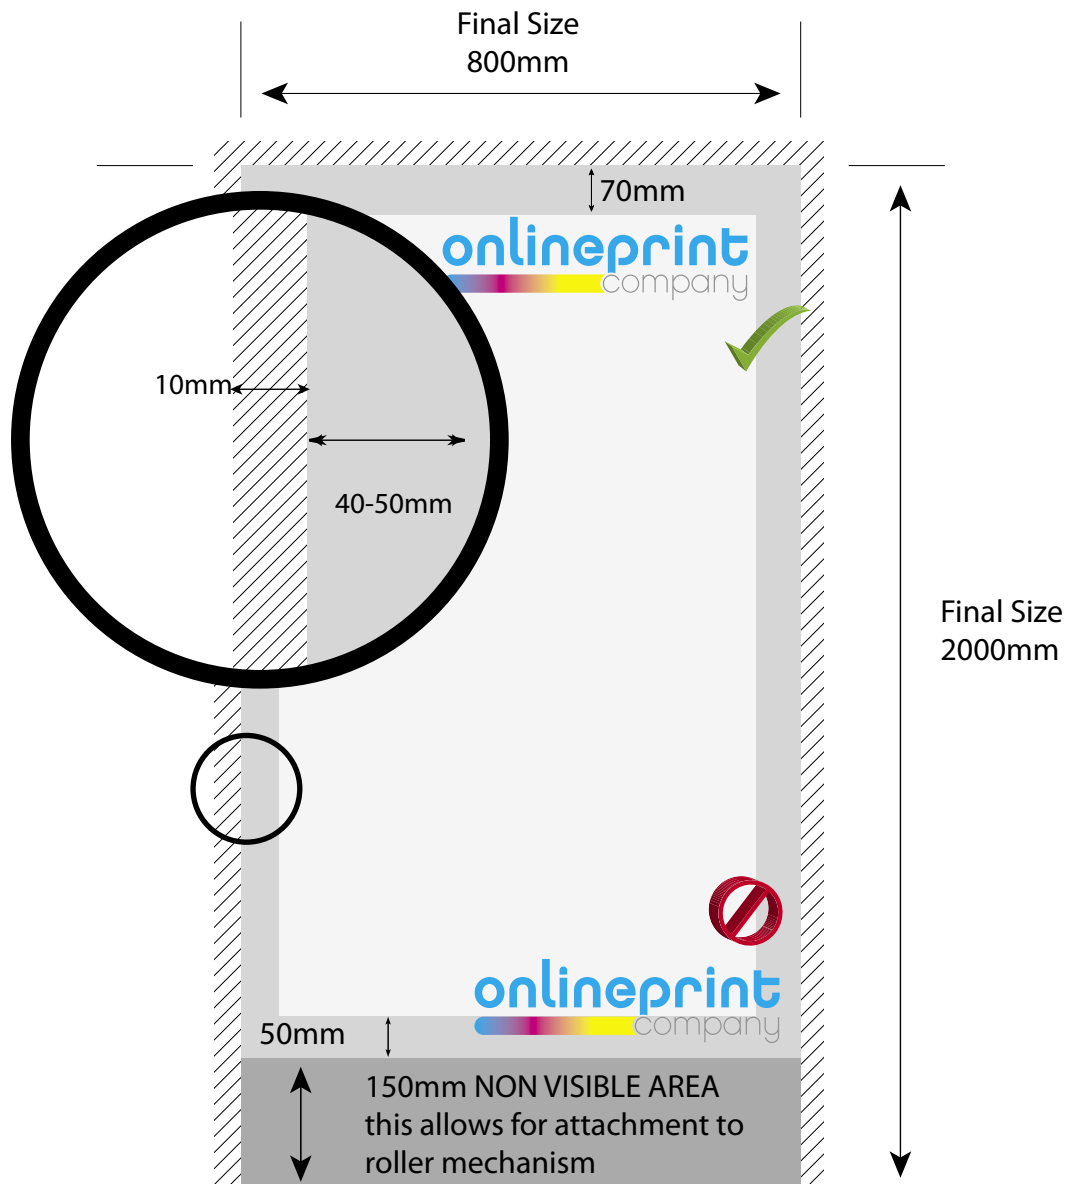 Final Size
800mm
70mm
onlineprint
company
10mm
40-50mm
Final Size
2000mm
onlineprint
company
50mm
150mm NON VISIBLE AREA
this allows for attachment to
roller mechanism